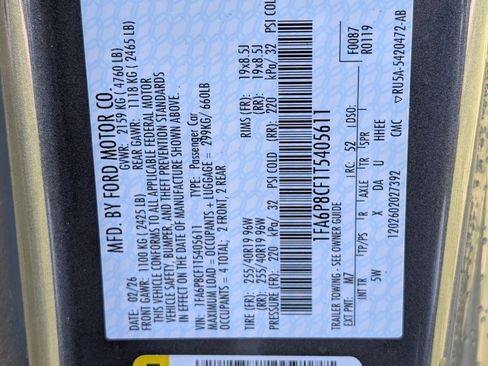 MFD. BY FORD MOTOR CO.
DATE: 02/26 GVWR: 2159 KG ( 4760 LB)
FRONT GAWR: 1100 KG ( 2425 LB) REAR GAWR: 1118 KG ( 2465 LB)
THIS VEHICLE CONFORMS TO ALL APPLICABLE FEDERAL MOTOR
VEHICLE SAFETY, BUMPER, AND THEFT PREVENTION STANDARDS
IN EFFECT ON THE DATE OF MANUFACTURE SHOWN ABOVE.
VIN: 1FA6P8CF1T5405611 Passenger Car
MAXIMUM LOAD = OCCUPANTS + LUGGAGE = 299KG/ 660LB
OCCUPANTS = 4 TOTAL: 2 FRONT, 2 REAR
TIRES (FR): 255/40R19 96W RIMS (FR): 19x8.5J
(RR): 255/40R19 96W (RR): 19x8.5J
PRESSURE (FR): 220 kPa/ 32 PSI COLD (RR): 220 kPa/ 32 PSI COLD
1FA6P8CF1T5405611
TRAILER TOWING - SEE OWNER GUIDE
F0087
R0119
EXT PNT: M7 RC: 52 DSO:
INT TR TP/PS R AXLE TR SPR
5W X DA U HHEE
1202602027392 CMC ▽RU5A-5420472-AB